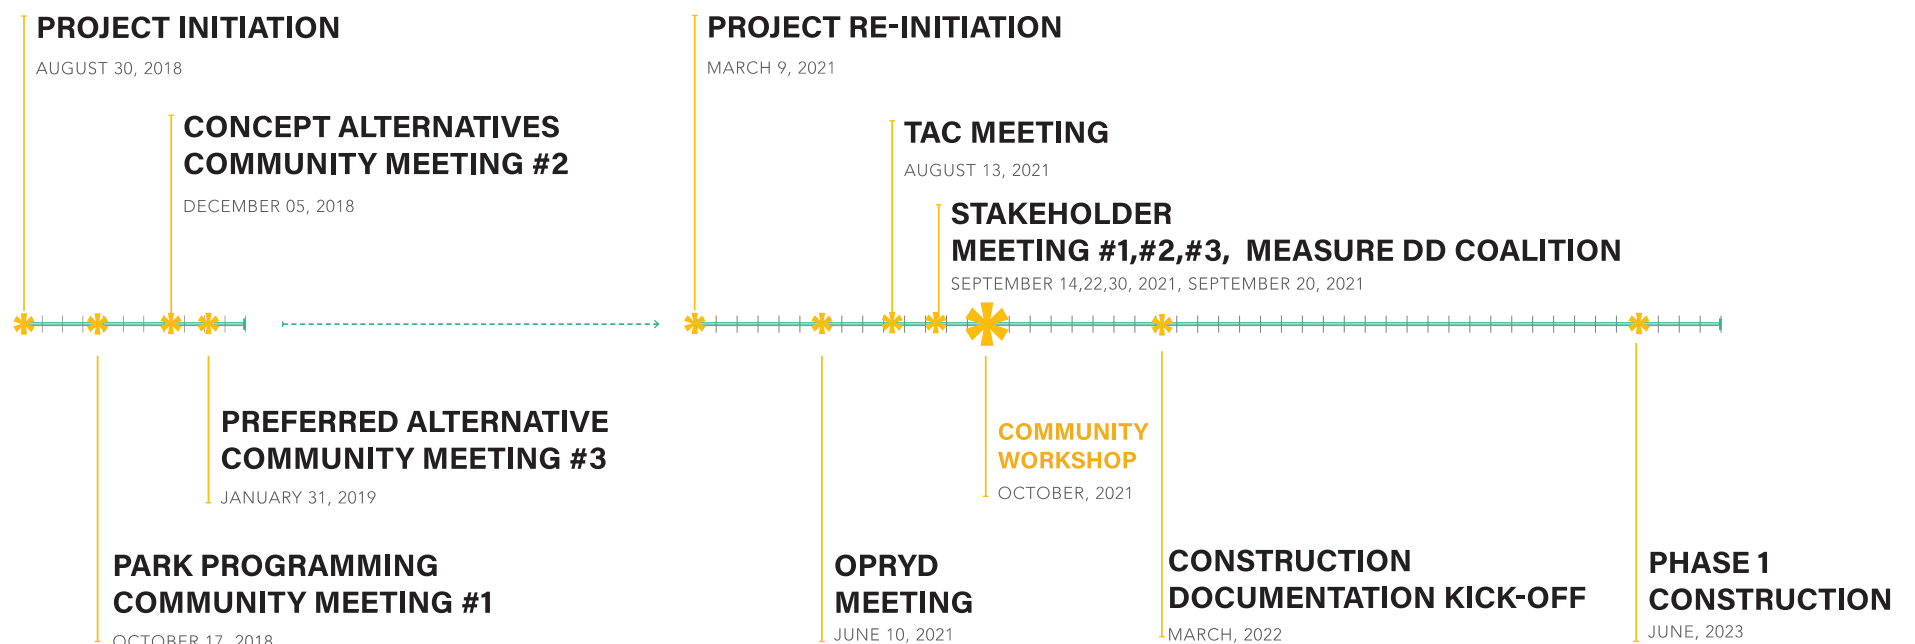 PROJECT INITIATION
AUGUST 30, 2018
CONCEPT ALTERNATIVES
COMMUNITY MEETING #2
DECEMBER 05, 2018
PREFERRED ALTERNATIVE
COMMUNITY MEETING #3
JANUARY 31, 2019
PARK PROGRAMMING
COMMUNITY MEETING #1
OCTOBER 17, 2018
PROJECT RE-INITIATION
MARCH 9, 2021
TAC MEETING
AUGUST 13, 2021
STAKEHOLDER
MEETING #1,#2,#3, MEASURE DD COALITION
SEPTEMBER 14,22,30, 2021, SEPTEMBER 20, 2021
COMMUNITY
WORKSHOP
OCTOBER, 2021
OPRYD
MEETING
JUNE 10, 2021
CONSTRUCTION
DOCUMENTATION KICK-OFF
MARCH, 2022
PHASE 1
CONSTRUCTION
JUNE, 2023